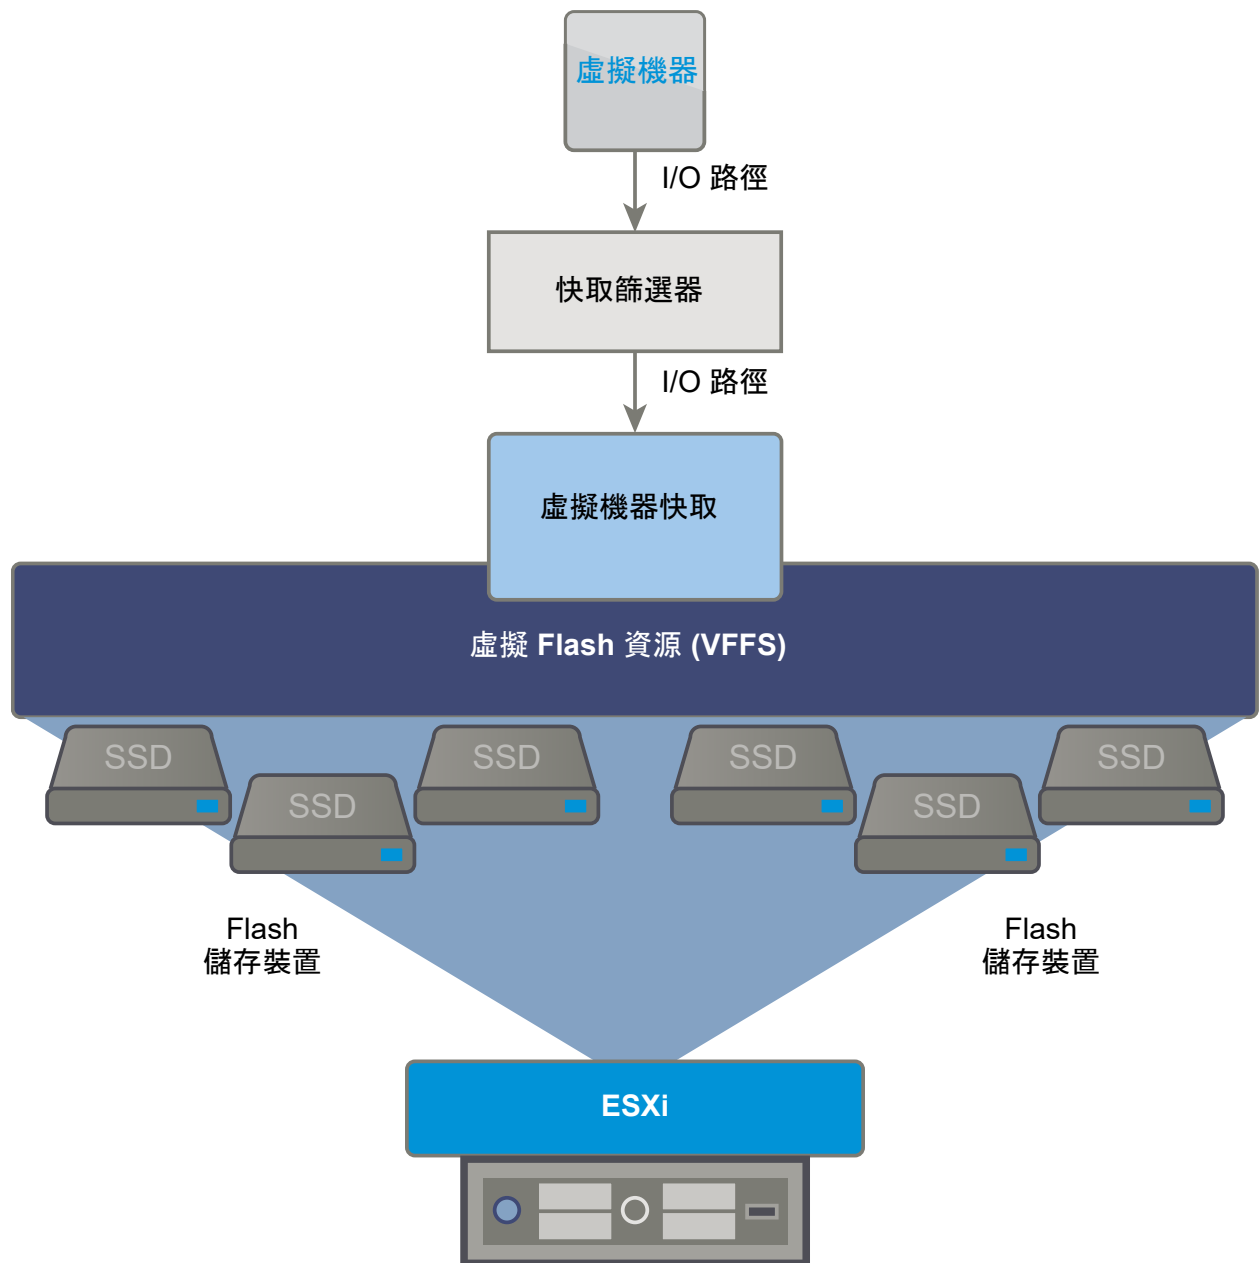 虛擬機器
I/O 路徑
快取篩選器
I/O 路徑
虛擬機器快取
虛擬 Flash 資源 (VFFS)
SSD
SSD
SSD
SSD
SSD
SSD
Flash
儲存裝置
Flash
儲存裝置
ESXi